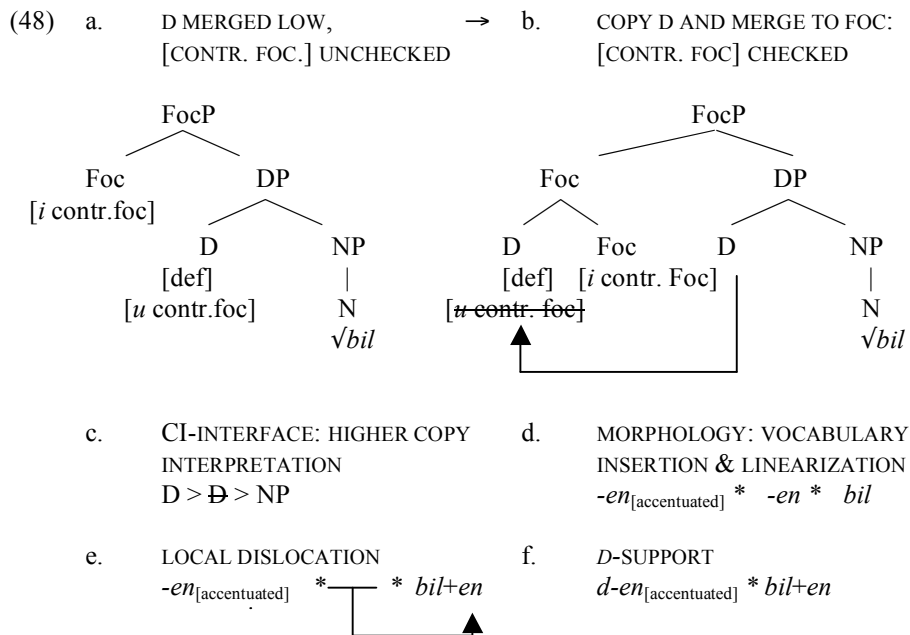 (48) a. D MERGED LOW, → b. COPY D AND MERGE TO FOC:
[CONTR. FOC.] UNCHECKED [CONTR. FOC] CHECKED
FocP FocP
Foc DP Foc DP
[i contr.foc]
D NP D Foc D NP
[def] | [def] [i contr. Foc] |
[u contr.foc] N [u contr. foc] N
√bil √bil
c. CI-INTERFACE: HIGHER COPY d. MORPHOLOGY: VOCABULARY
INTERPRETATION INSERTION & LINEARIZATION
D > D > NP -en[accentuated] * -en * bil
e. LOCAL DISLOCATION f. D-SUPPORT
-en[accentuated] * * bil+en d-en[accentuated] * bil+en